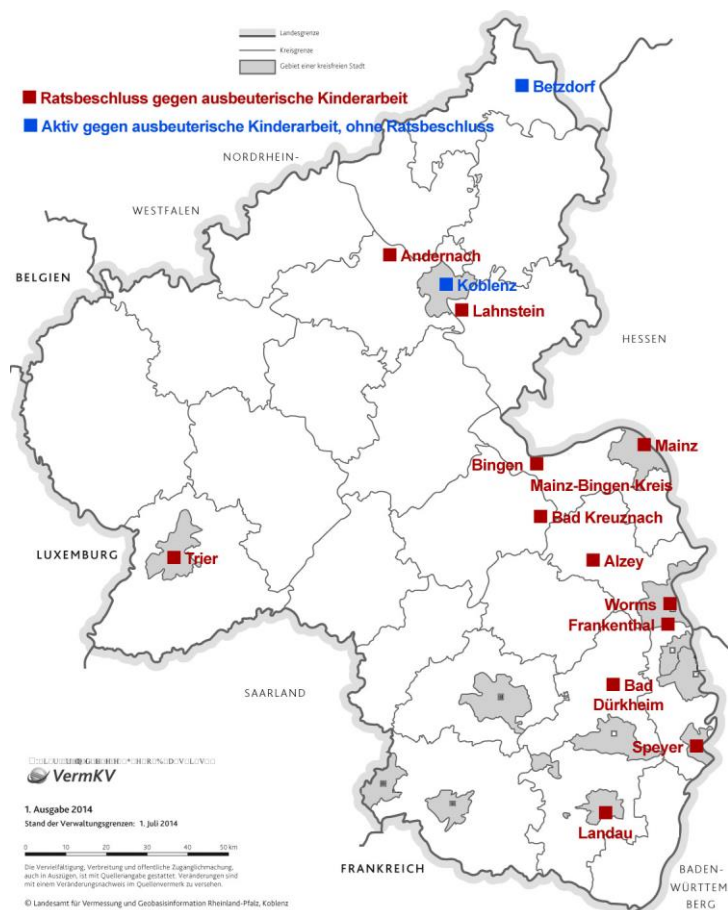 Landesgrenze
Kreisgrenze
Gebiet einer kreisfreien Stadt
Ratsbeschluss gegen ausbeuterische Kinderarbeit
Aktiv gegen ausbeuterische Kinderarbeit, ohne Ratsbeschluss
Betzdorf
NORDRHEIN-
WESTFALEN
BELGIEN
Andernach
Koblenz
Lahnstein
HESSEN
Mainz
Bingen
Mainz-Bingen-Kreis
Bad Kreuznach
LUXEMBURG
Trier
Alzey
Worms
Frankenthal
SAARLAND
Bad
Dürkheim
Speyer
VermKV
1. Ausgabe 2014
Stand der Verwaltungsgrenzen: 1. Juli 2014
Landau
0 10 20 30 40 50 km
FRANKREICH
BADEN-
WÜRTTEM
BERG
Die Vervielfältigung, Verbreitung und öffentliche Zugänglichmachung,
auch in Auszügen, ist mit Quellenangabe gestattet. Veränderungen sind
mit einem Veränderungsnachweis im Quellenvermerk zu versehen.
© Landesamt für Vermessung und Geobasisinformation Rheinland-Pfalz, Koblenz